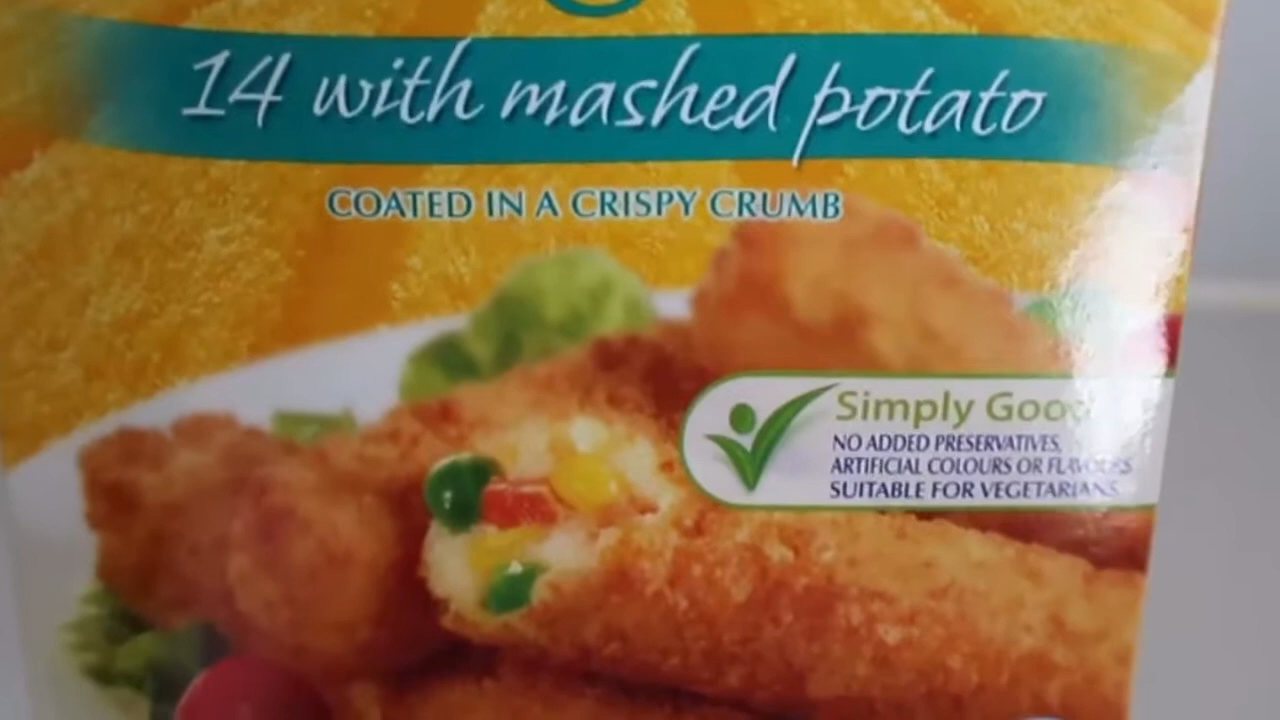 14 with mashed potato
COATED IN A CRISPY CRUMB
Simply Good
NO ADDED PRESERVATIVES,
ARTIFICIAL COLOURS OR FLAVOURS
SUITABLE FOR VEGETARIANS